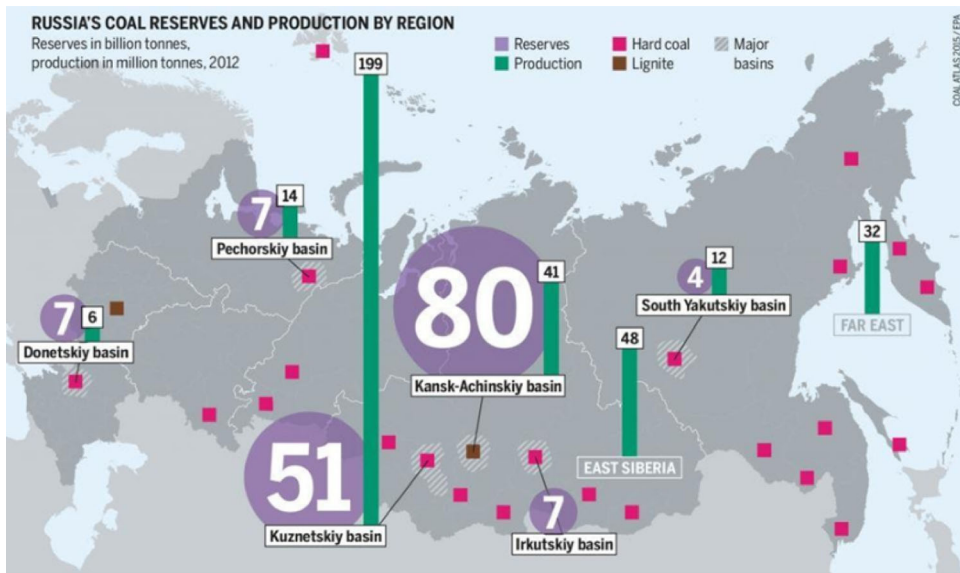 RUSSIA'S COAL RESERVES AND PRODUCTION BY REGION
Reserves in billion tonnes,
production in million tonnes, 2012
Reserves
Production
Hard coal
Lignite
Major
basins
COAL ATLAS 2015 / EPA
199
7
14
Pechorskiy basin
7
6
Donetskiy basin
80
41
Kansk-Achinskiy basin
4
12
South Yakutskiy basin
32
FAR EAST
48
EAST SIBERIA
51
Kuznetskiy basin
7
Irkutskiy basin